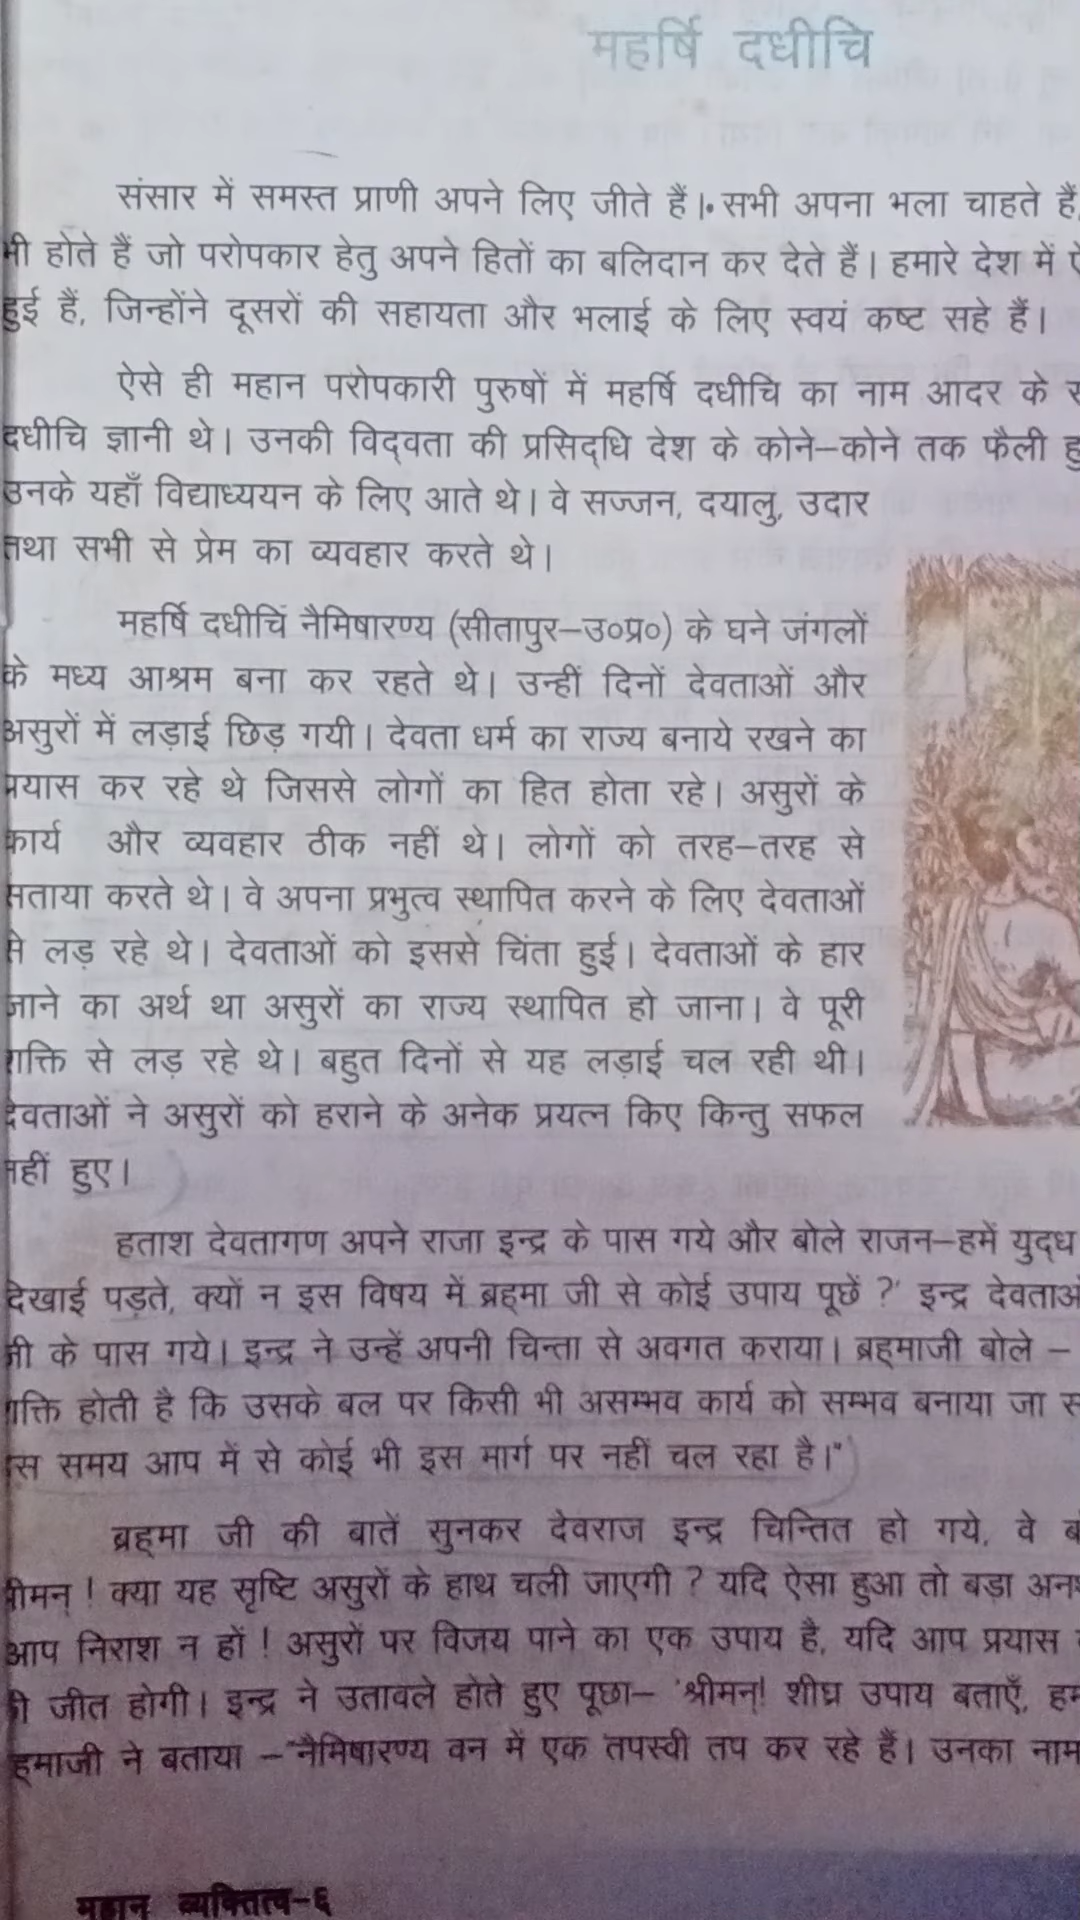 महर्षि दधीचि
संसार में समस्त प्राणी अपने लिए जीते हैं। सभी अपना भला चाहते हैं,
भी होते हैं जो परोपकार हेतु अपने हितों का बलिदान कर देते हैं। हमारे देश में
हुई हैं, जिन्होंने दूसरों की सहायता और भलाई के लिए स्वयं कष्ट सहे हैं।
ऐसे ही महान परोपकारी पुरुषों में महर्षि दधीचि का नाम आदर के
दधीचि ज्ञानी थे। उनकी विद्वता की प्रसिद्धि देश के कोने–कोने तक फैली
उनके यहाँ विद्याध्ययन के लिए आते थे। वे सज्जन, दयालु, उदार
तथा सभी से प्रेम का व्यवहार करते थे।
महर्षि दधीचि नैमिषारण्य (सीतापुर–उ०प्र०) के घने जंगलों
के मध्य आश्रम बना कर रहते थे। उन्हीं दिनों देवताओं और
असुरों में लड़ाई छिड़ गयी। देवता धर्म का राज्य बनाये रखने का
प्रयास कर रहे थे जिससे लोगों का हित होता रहे। असुरों के
कार्य और व्यवहार ठीक नहीं थे। लोगों को तरह–तरह से
सताया करते थे। वे अपना प्रभुत्व स्थापित करने के लिए देवताओं
से लड़ रहे थे। देवताओं को इससे चिंता हुई। देवताओं के हार
जाने का अर्थ था असुरों का राज्य स्थापित हो जाना। वे पूरी
शक्ति से लड़ रहे थे। बहुत दिनों से यह लड़ाई चल रही थी।
देवताओं ने असुरों को हराने के अनेक प्रयत्न किए किन्तु सफल
नहीं हुए।
हताश देवतागण अपने राजा इन्द्र के पास गये और बोले राजन–हमें युद्ध
देखाई पड़ते, क्यों न इस विषय में ब्रह्मा जी से कोई उपाय पूछें ?' इन्द्र
जी के पास गये। इन्द्र ने उन्हें अपनी चिन्ता से अवगत कराया। ब्रह्माजी बोले –
शक्ति होती है कि उसके बल पर किसी भी असम्भव कार्य को सम्भव बनाया जा
समय आप में से कोई भी इस मार्ग पर नहीं चल रहा है।"
ब्रह्मा जी की बातें सुनकर देवराज इन्द्र चिन्तित हो गये, वे
क्या यह सृष्टि असुरों के हाथ चली जाएगी ? यदि ऐसा हुआ तो बड़ा
आप निराश न हों ! असुरों पर विजय पाने का एक उपाय है, यदि आप प्रयास
जीत होगी। इन्द्र ने उतावले होते हुए पूछा– 'श्रीमन्! शीघ्र उपाय बताएँ,
ने बताया –"नैमिषारण्य वन में एक तपस्वी तप कर रहे हैं। उनका नाम
महान व्यक्तित्व–६